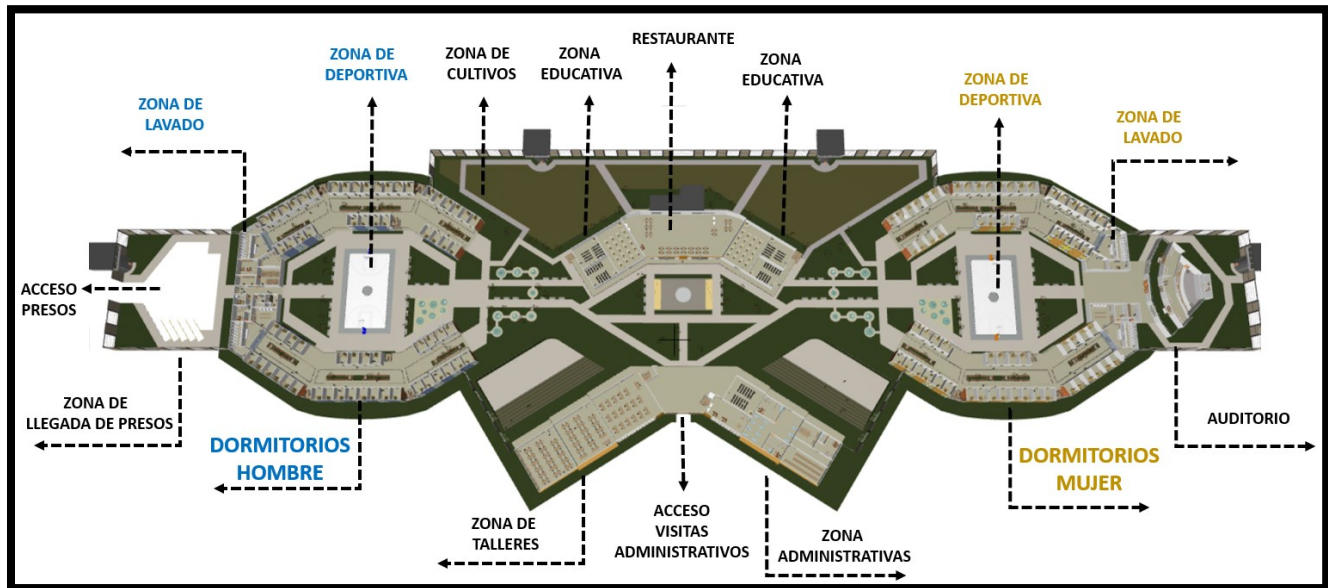 RESTAURANTE
ZONA DE
DEPORTIVA
ZONA DE
CULTIVOS
ZONA
EDUCATIVA
ZONA
EDUCATIVA
ZONA DE
DEPORTIVA
ZONA DE
LAVADO
ZONA DE
LAVADO
ACCESO
PRESOS
ZONA DE
LLEGADA DE PRESOS
DORMITORIOS
HOMBRE
AUDITORIO
DORMITORIOS
MUJER
ZONA DE
TALLERES
ACCESO
VISITAS
ADMINISTRATIVOS
ZONA
ADMINISTRATIVAS